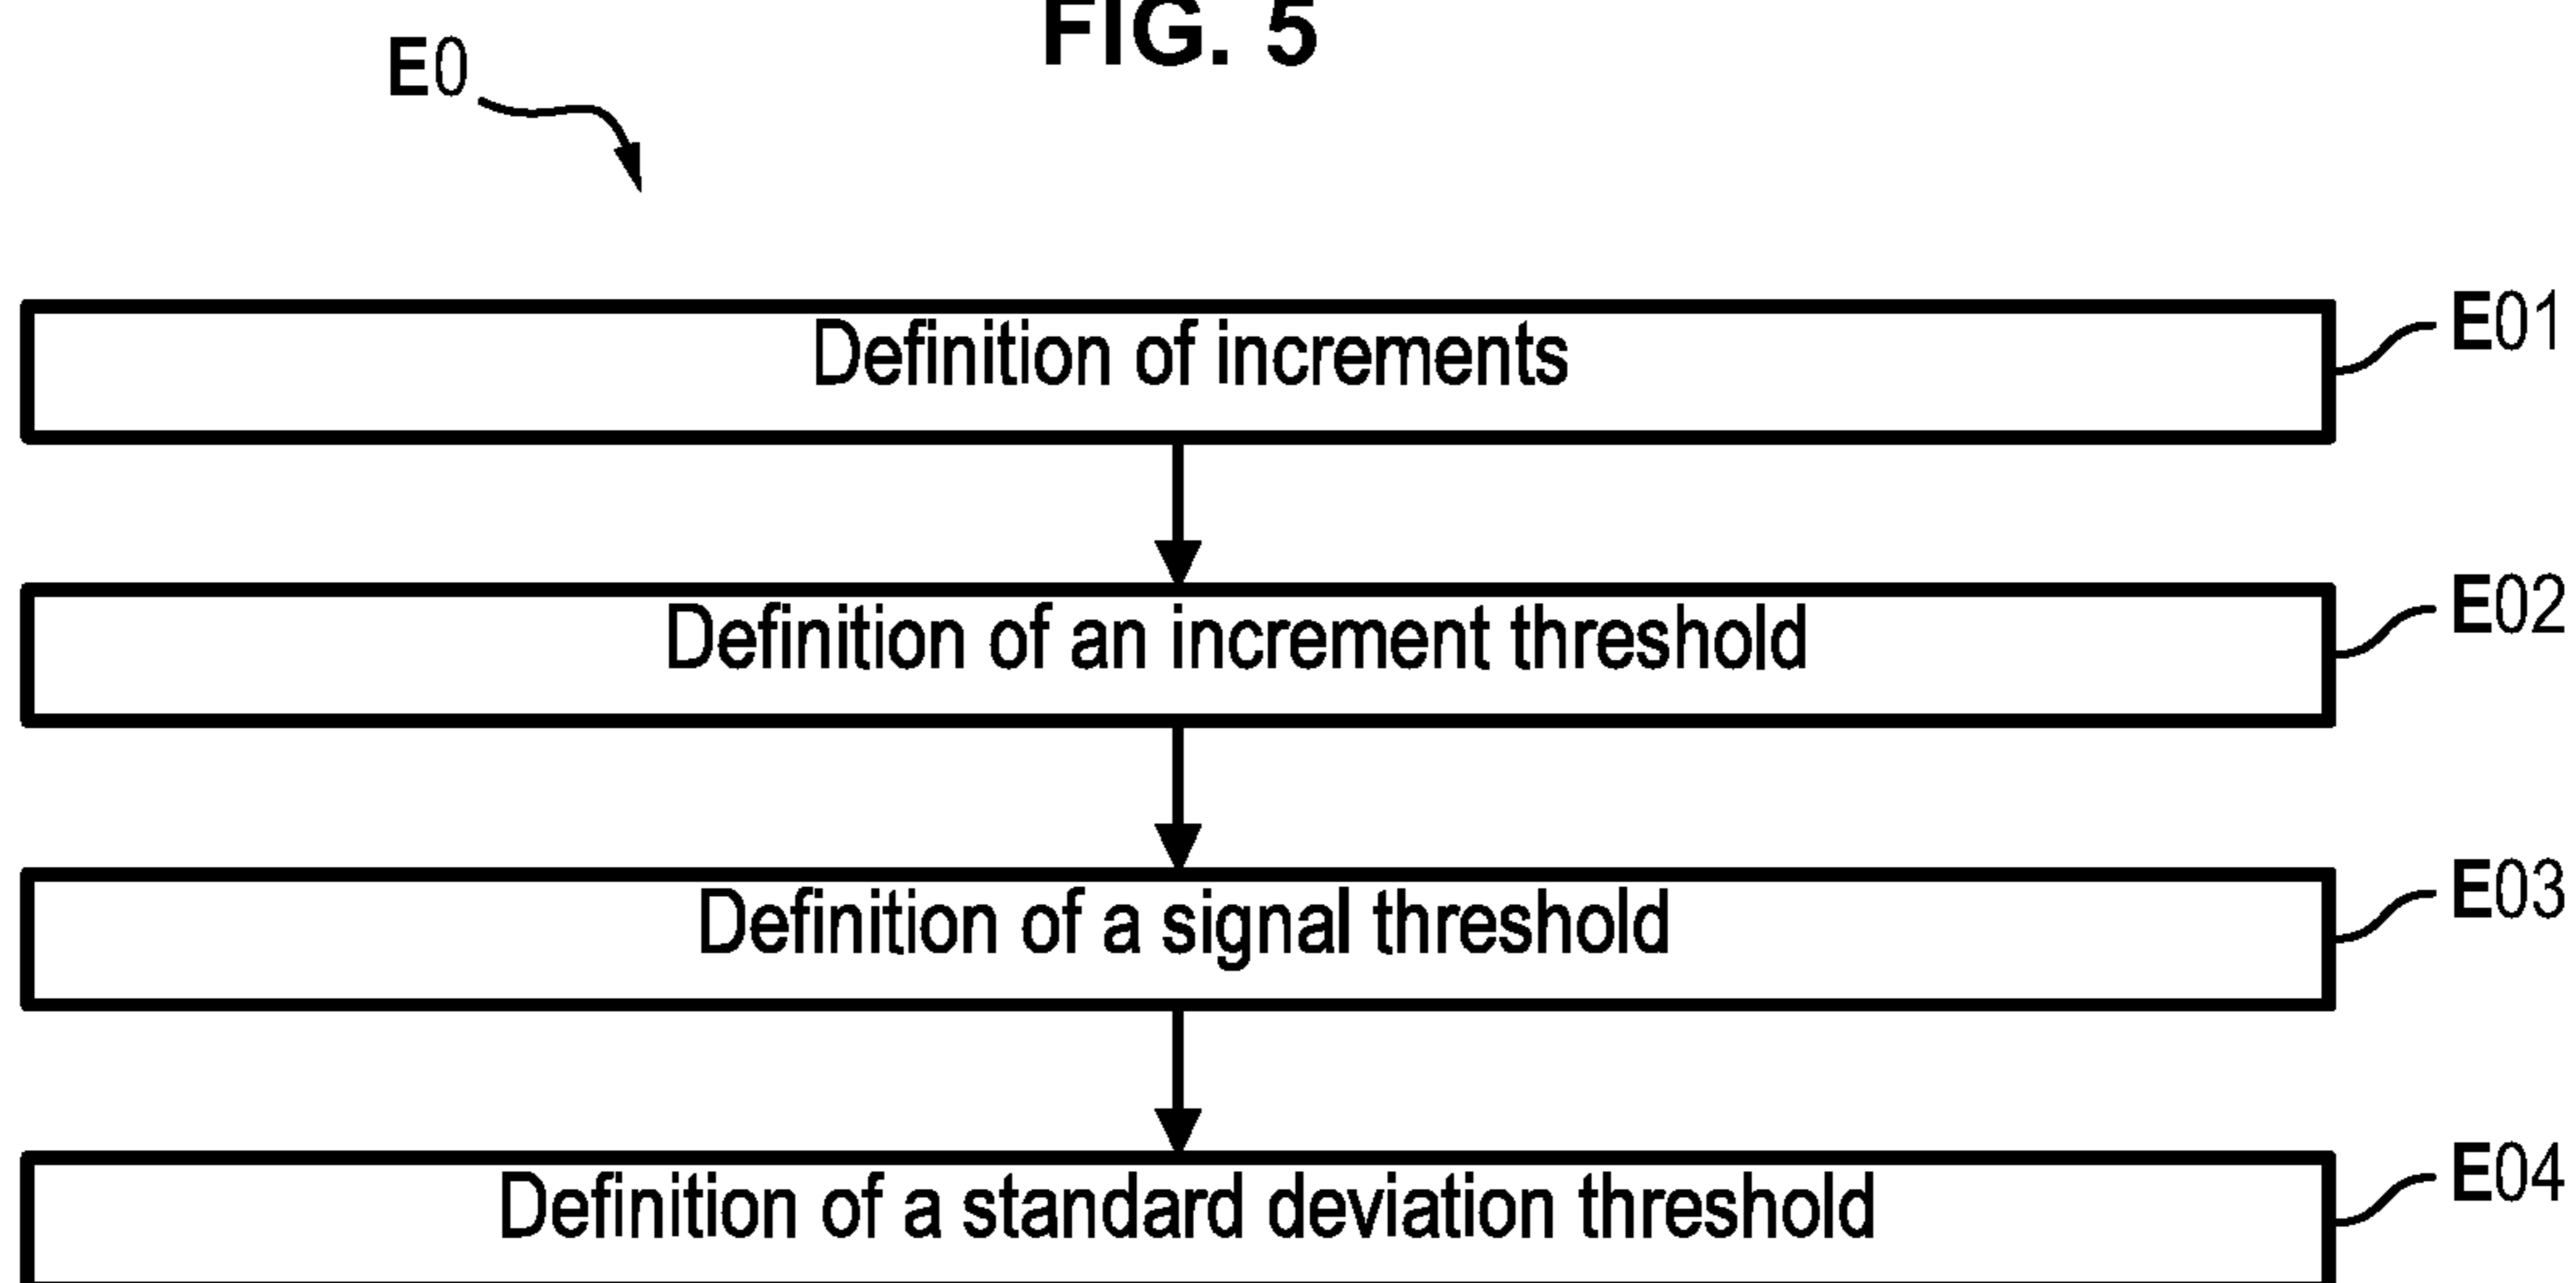 FIG. 5
E0
Definition of increments
E01
Definition of an increment threshold
E02
Definition of a signal threshold
E03
Definition of a standard deviation threshold
E04